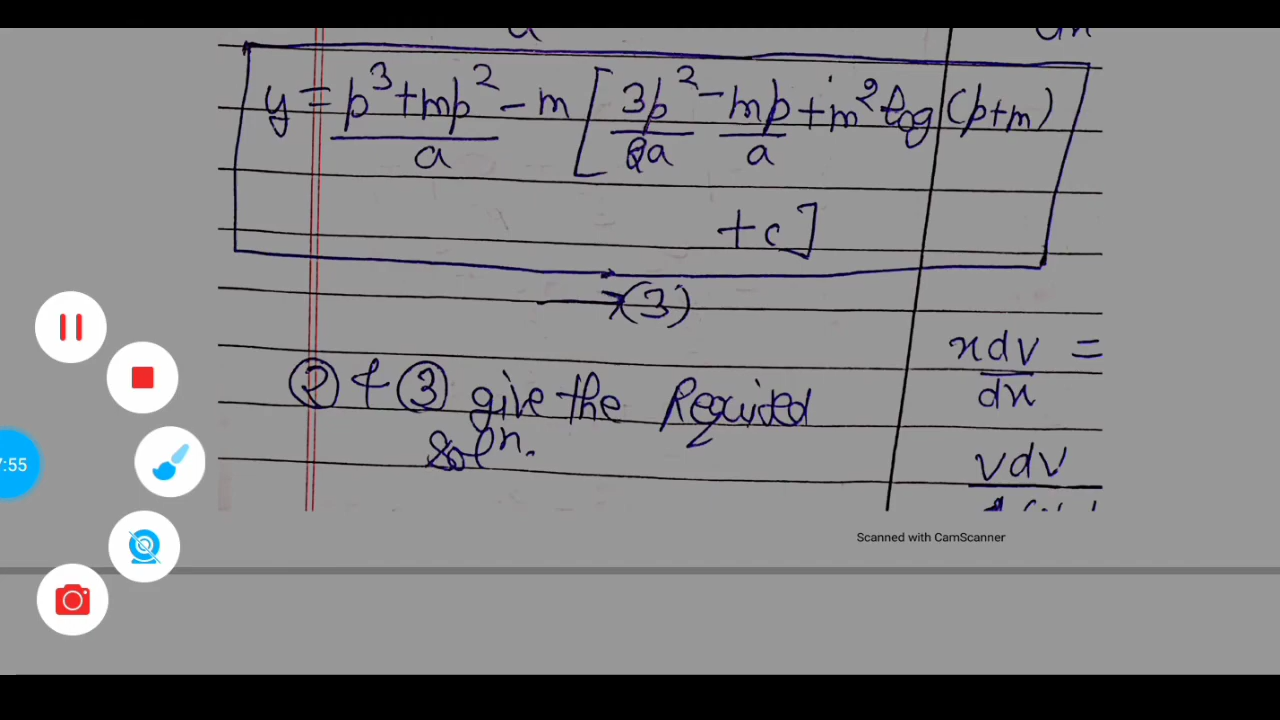 y = p³+mp²/a - m [ 3p²/2a - mp/a + m² log (p+m)
+ c ]
→(3)
② & ③ give the Required
Solⁿ.
xdv/dx =
vdv
:55
Scanned with CamScanner